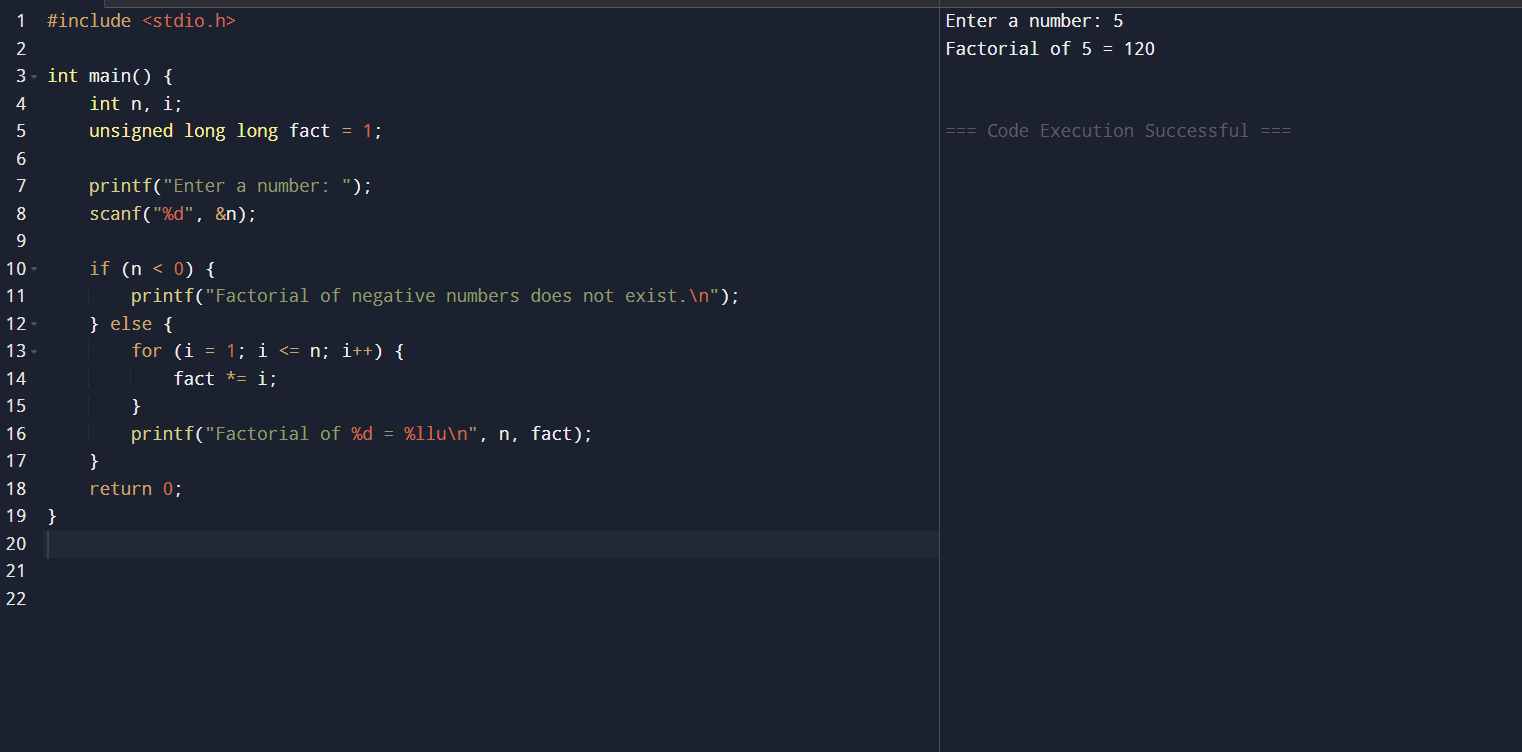 1 #include <stdio.h>
2
3 int main() {
4     int n, i;
5     unsigned long long fact = 1;
6
7     printf("Enter a number: ");
8     scanf("%d", &n);
9
10     if (n < 0) {
11         printf("Factorial of negative numbers does not exist.\n");
12     } else {
13         for (i = 1; i <= n; i++) {
14             fact *= i;
15         }
16         printf("Factorial of %d = %llu\n", n, fact);
17     }
18     return 0;
19 }
20
21
22
Enter a number: 5
Factorial of 5 = 120
=== Code Execution Successful ===